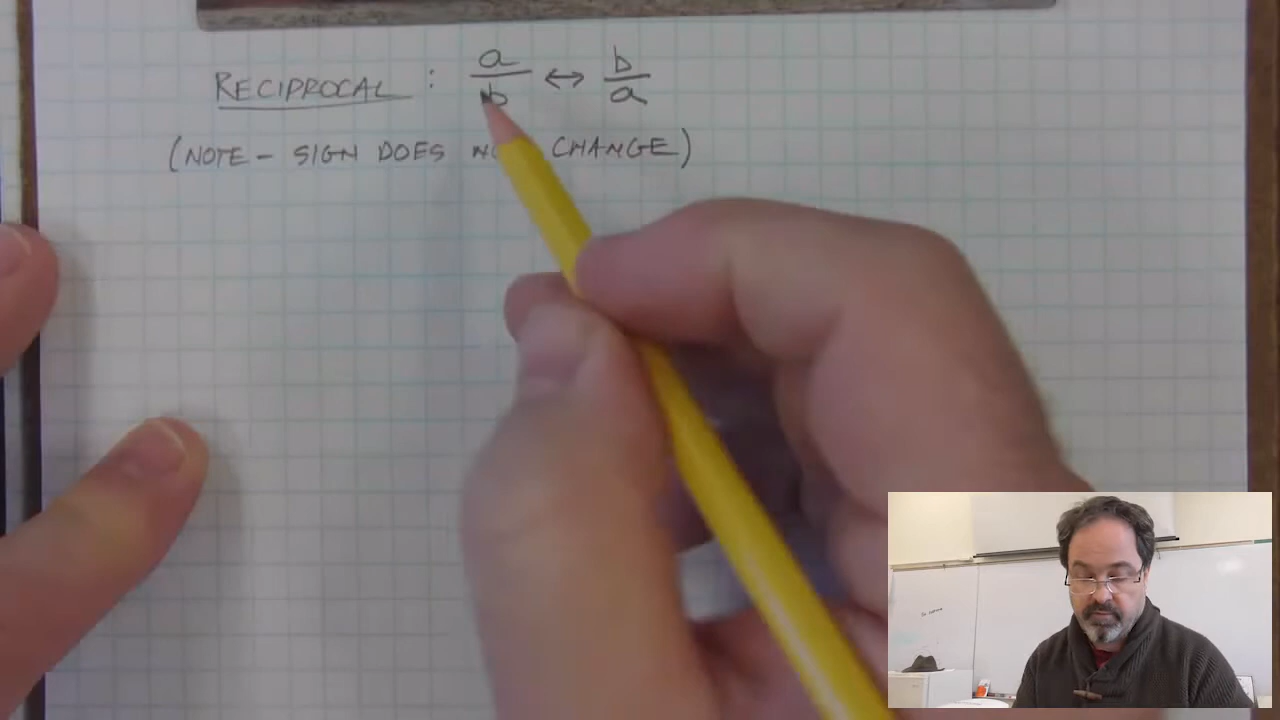 RECIPROCAL : a/b ↔ b/a
(NOTE - SIGN DOES CHANGE)